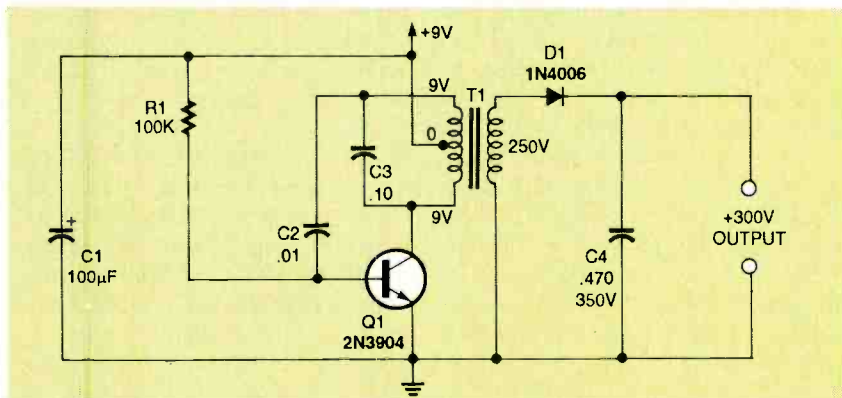 +9V
D1
1N4006
R1
100K
9V
T1
0
250V
C3
.10
9V
+300V
OUTPUT
C2
.01
C4
.470
350V
+
C1
100µF
Q1
2N3904